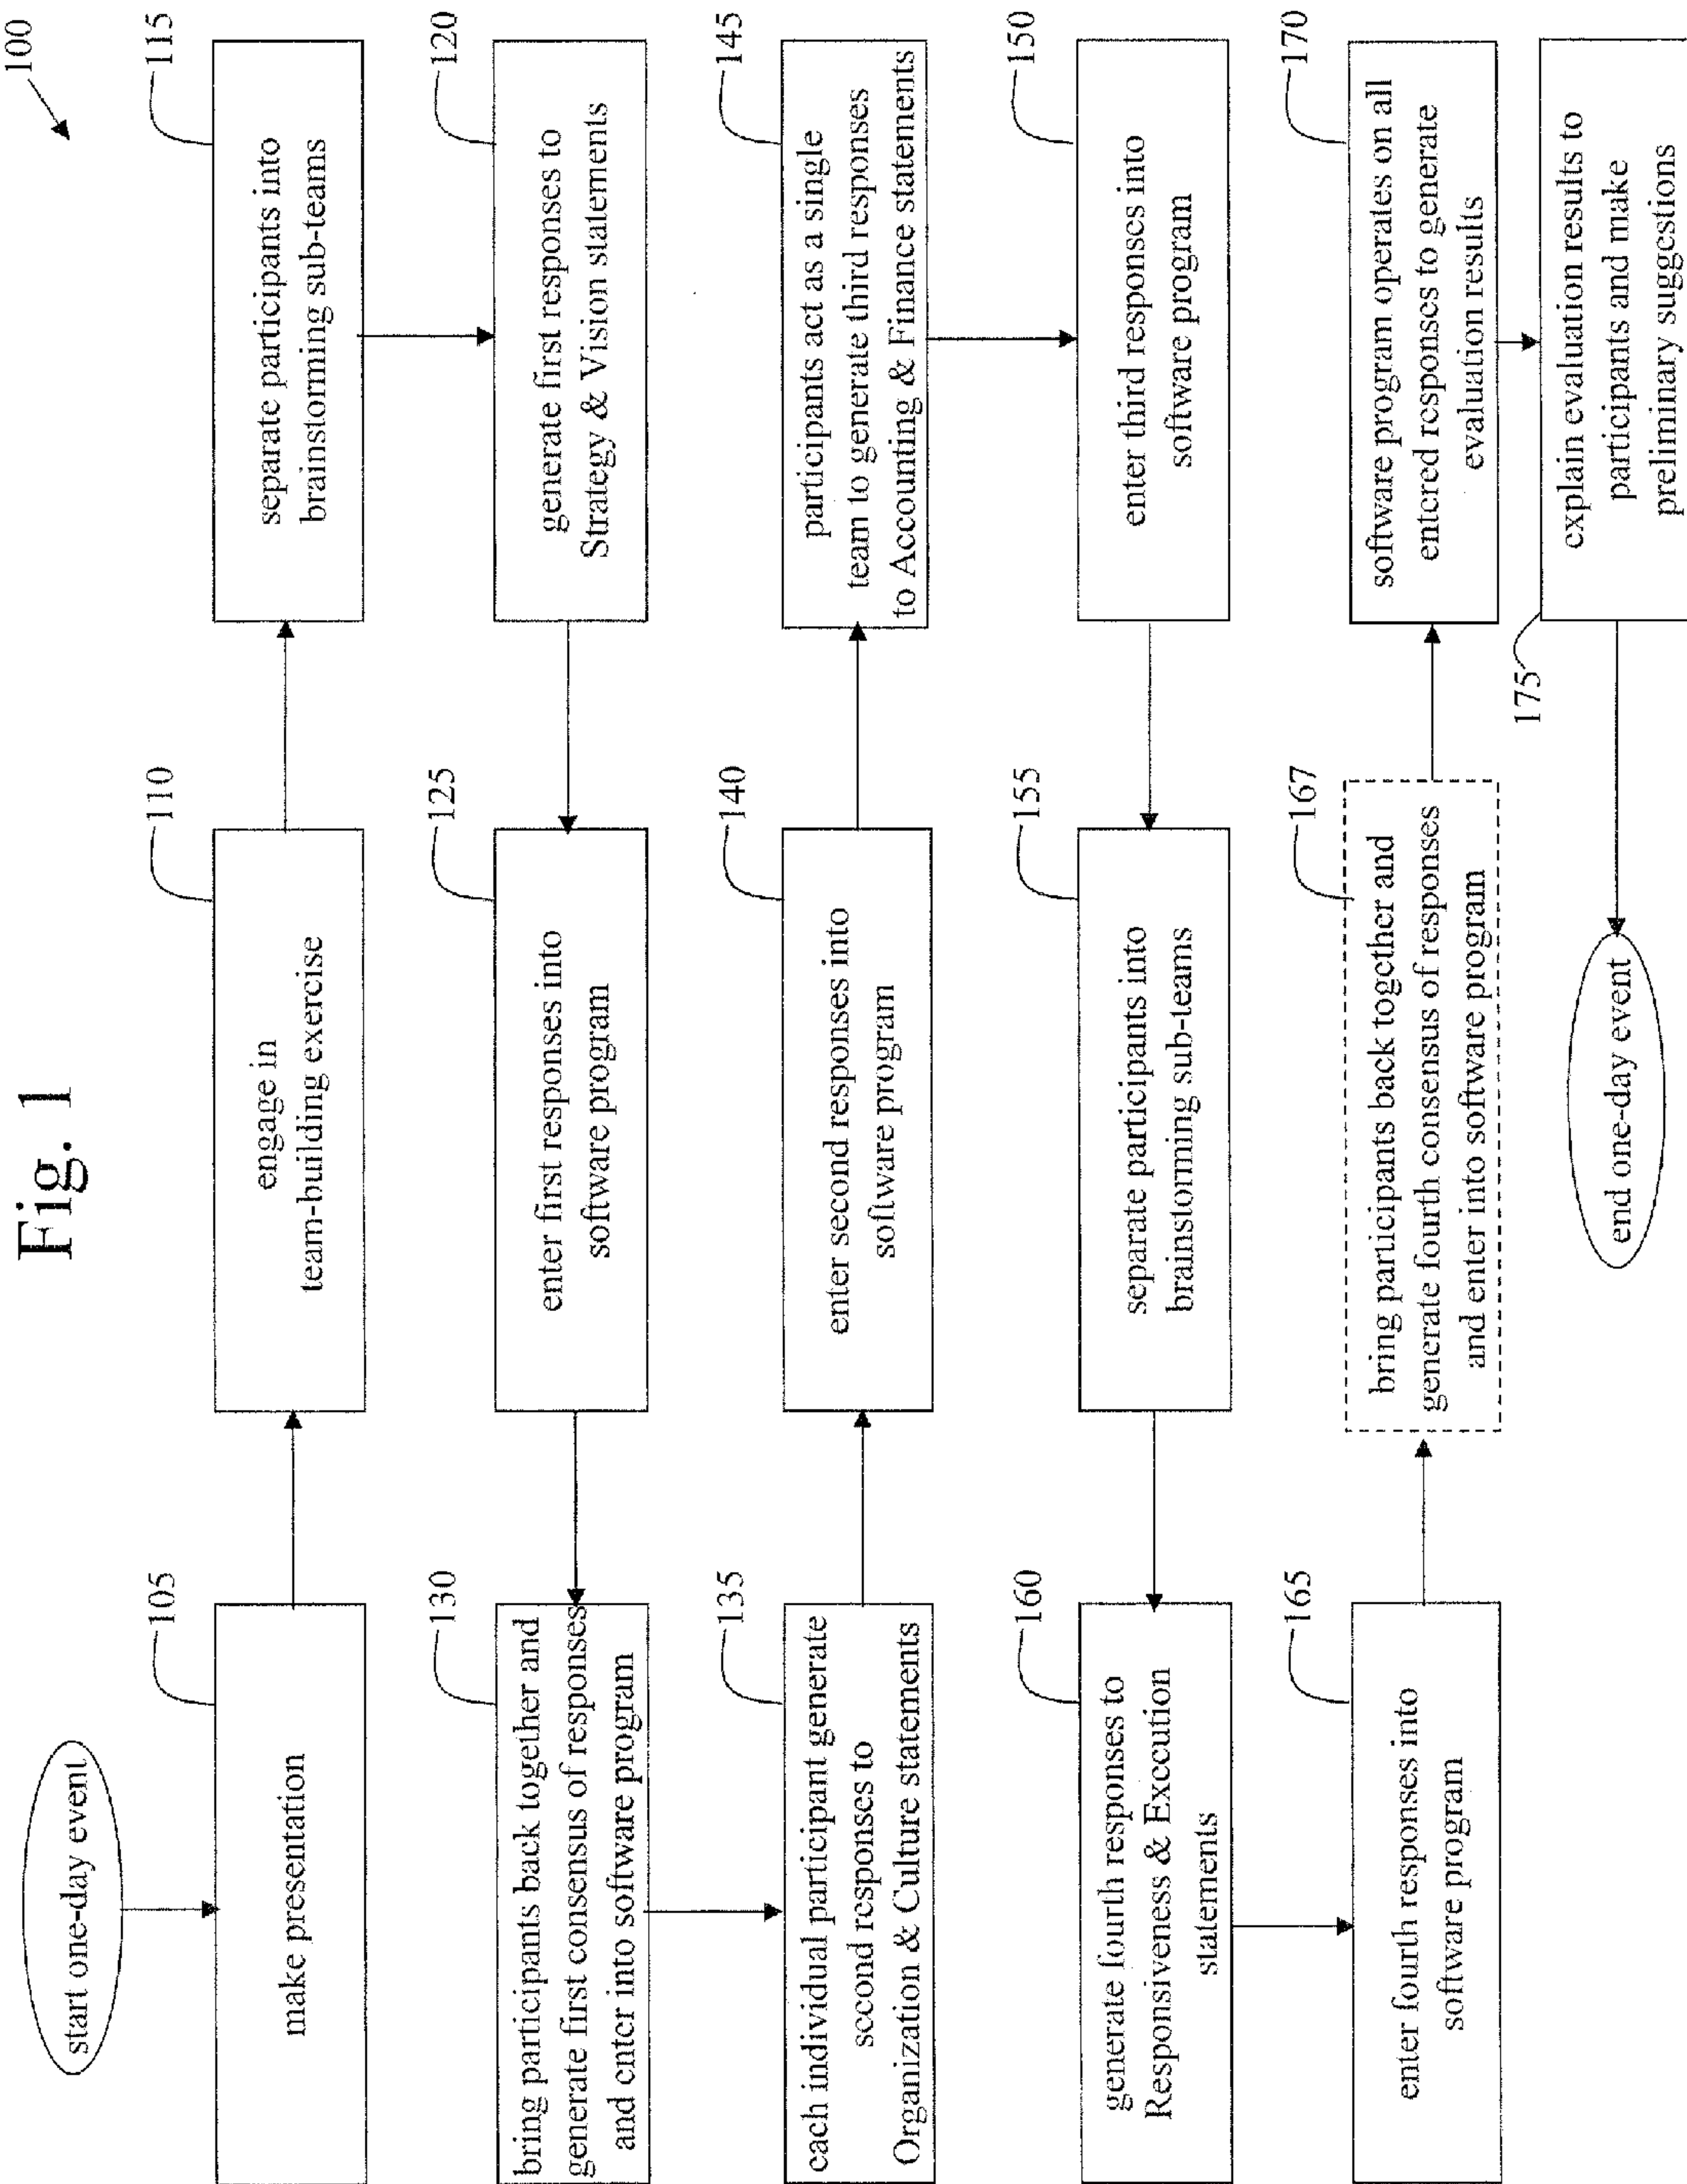 Fig. 1
100
start one-day event
105
make presentation
110
engage in
team-building exercise
115
separate participants into
brainstorming sub-teams
120
generate first responses to
Strategy & Vision statements
125
enter first responses into
software program
130
bring participants back together and
generate first consensus of responses
and enter into software program
135
each individual participant generate
second responses to
Organization & Culture statements
140
enter second responses into
software program
145
participants act as a single
team to generate third responses
to Accounting & Finance statements
150
enter third responses into
software program
155
separate participants into
brainstorming sub-teams
160
generate fourth responses to
Responsiveness & Execution
statements
165
enter fourth responses into
software program
167
bring participants back together and
generate fourth consensus of responses
and enter into software program
170
software program operates on all
entered responses to generate
evaluation results
175
explain evaluation results to
participants and make
preliminary suggestions
end one-day event